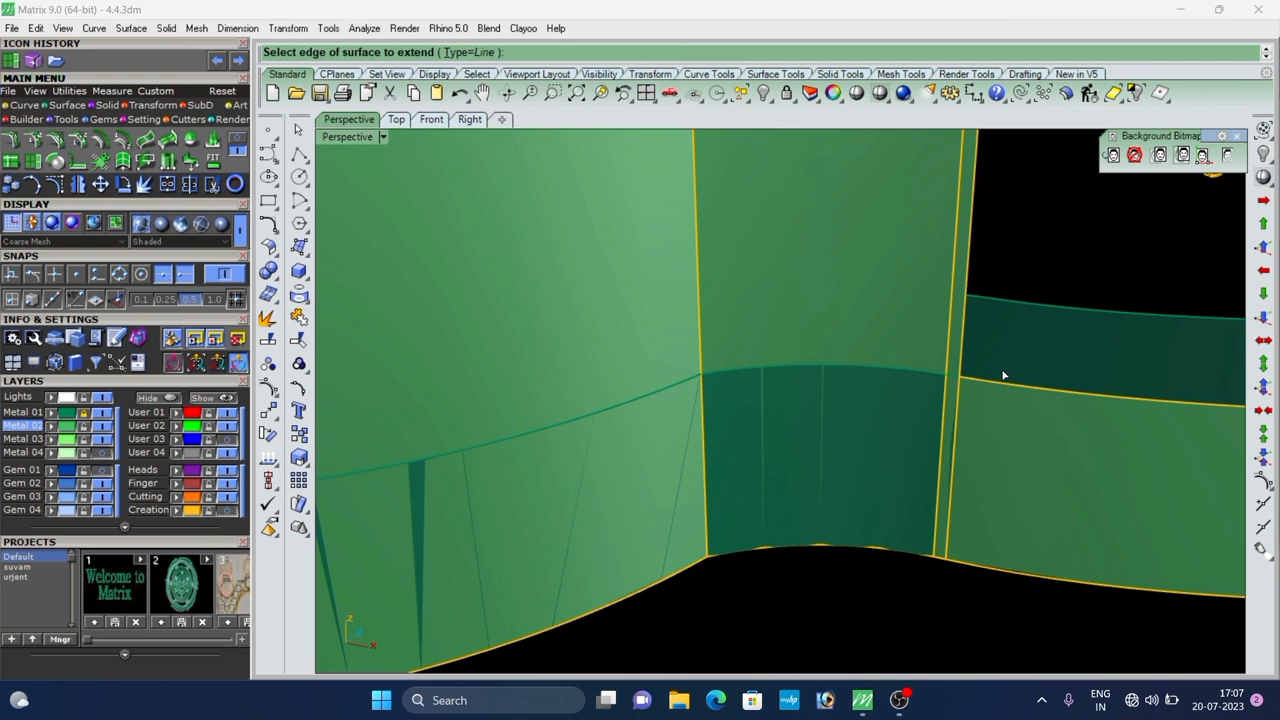 Matrix 9.0 (64-bit) - 4.4.3dm
File Edit View Curve Surface Solid Mesh Dimension Transform Tools Analyze Render Rhino 5.0 Blend Clayoo Help
ICON HISTORY
Select edge of surface to extend ( Type=Line ):
Standard CPlanes Set View Display Select Viewport Layout Visibility Transform Curve Tools Surface Tools Solid Tools Mesh Tools Render Tools Drafting New in V5
MAIN MENU
File View Utilities Measure Custom Reset
Curve Surface Solid Transform SubD Art
Builder Tools Gems Setting Cutters Render
Perspective Top Front Right
Perspective
Background Bitmap
FIT
DISPLAY
Coarse Mesh Shaded
SNAPS
0.1 0.25 0.5 1.0
INFO & SETTINGS
LAYERS
Lights Hide Show
Metal 01 User 01
Metal 02 User 02
Metal 03 User 03
Metal 04 User 04
Gem 01 Heads
Gem 02 Finger
Gem 03 Cutting
Gem 04 Creation
PROJECTS
Default
suvam
urjent
1 2 3
Welcome to
Matrix
Mngr
z
y
x
Search
ENG
IN
17:07
20-07-2023
2